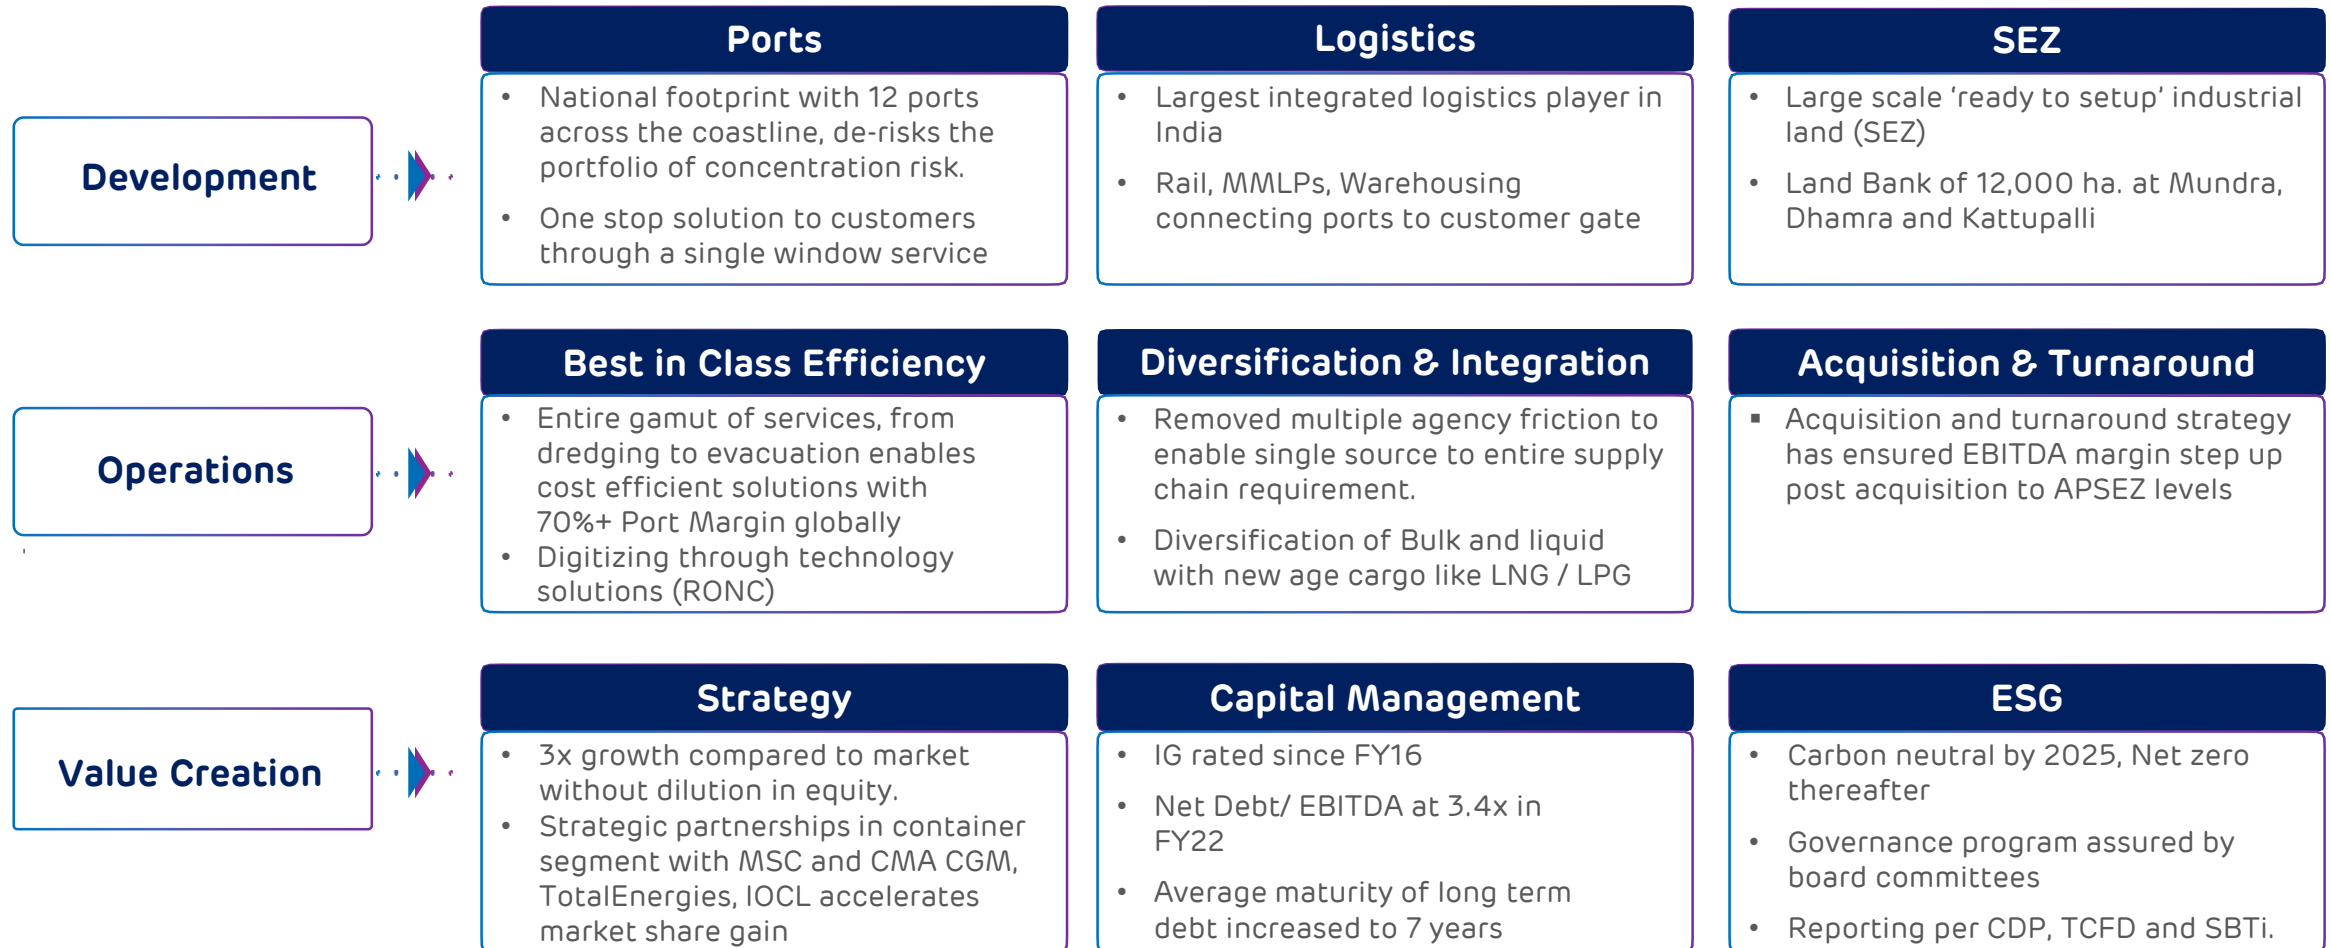 Ports
Logistics
SEZ
Development
• National footprint with 12 ports
across the coastline, de-risks the
portfolio of concentration risk.
• One stop solution to customers
through a single window service
• Largest integrated logistics player in
India
• Rail, MMLPs, Warehousing
connecting ports to customer gate
• Large scale ‘ready to setup’ industrial
land (SEZ)
• Land Bank of 12,000 ha. at Mundra,
Dhamra and Kattupalli
Best in Class Efficiency
Diversification & Integration
Acquisition & Turnaround
Operations
• Entire gamut of services, from
dredging to evacuation enables
cost efficient solutions with
70%+ Port Margin globally
• Digitizing through technology
solutions (RONC)
• Removed multiple agency friction to
enable single source to entire supply
chain requirement.
• Diversification of Bulk and liquid
with new age cargo like LNG / LPG
▪ Acquisition and turnaround strategy
has ensured EBITDA margin step up
post acquisition to APSEZ levels
Strategy
Capital Management
ESG
Value Creation
• 3x growth compared to market
without dilution in equity.
• Strategic partnerships in container
segment with MSC and CMA CGM,
TotalEnergies, IOCL accelerates
market share gain
• IG rated since FY16
• Net Debt/ EBITDA at 3.4x in
FY22
• Average maturity of long term
debt increased to 7 years
• Carbon neutral by 2025, Net zero
thereafter
• Governance program assured by
board committees
• Reporting per CDP, TCFD and SBTi.